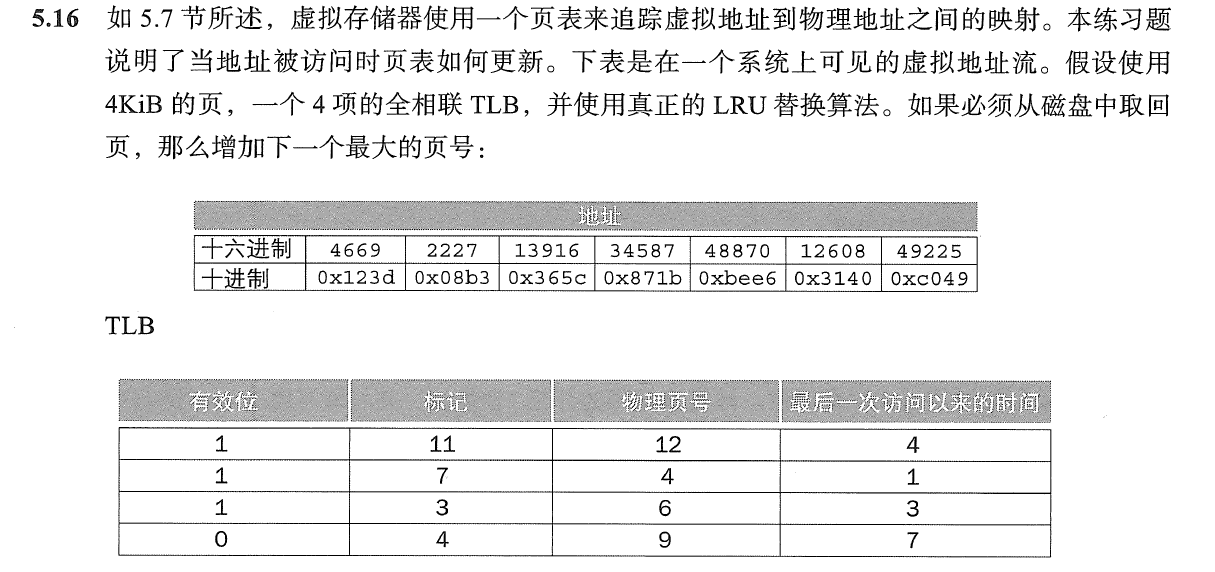 5.16 如 5.7 节所述，虚拟存储器使用一个页表来追踪虚拟地址到物理地址之间的映射。本练习题
说明了当地址被访问时页表如何更新。下表是在一个系统上可见的虚拟地址流。假设使用
4KiB 的页，一个 4 项的全相联 TLB，并使用真正的 LRU 替换算法。如果必须从磁盘中取回
页，那么增加下一个最大的页号：
地址
十六进制 4669 2227 13916 34587 48870 12608 49225
十进制 0x123d 0x08b3 0x365c 0x871b 0xbee6 0x3140 0xc049
TLB
有效位 标记 物理页号 最后一次访问以来的时间
1 11 12 4
1 7 4 1
1 3 6 3
0 4 9 7